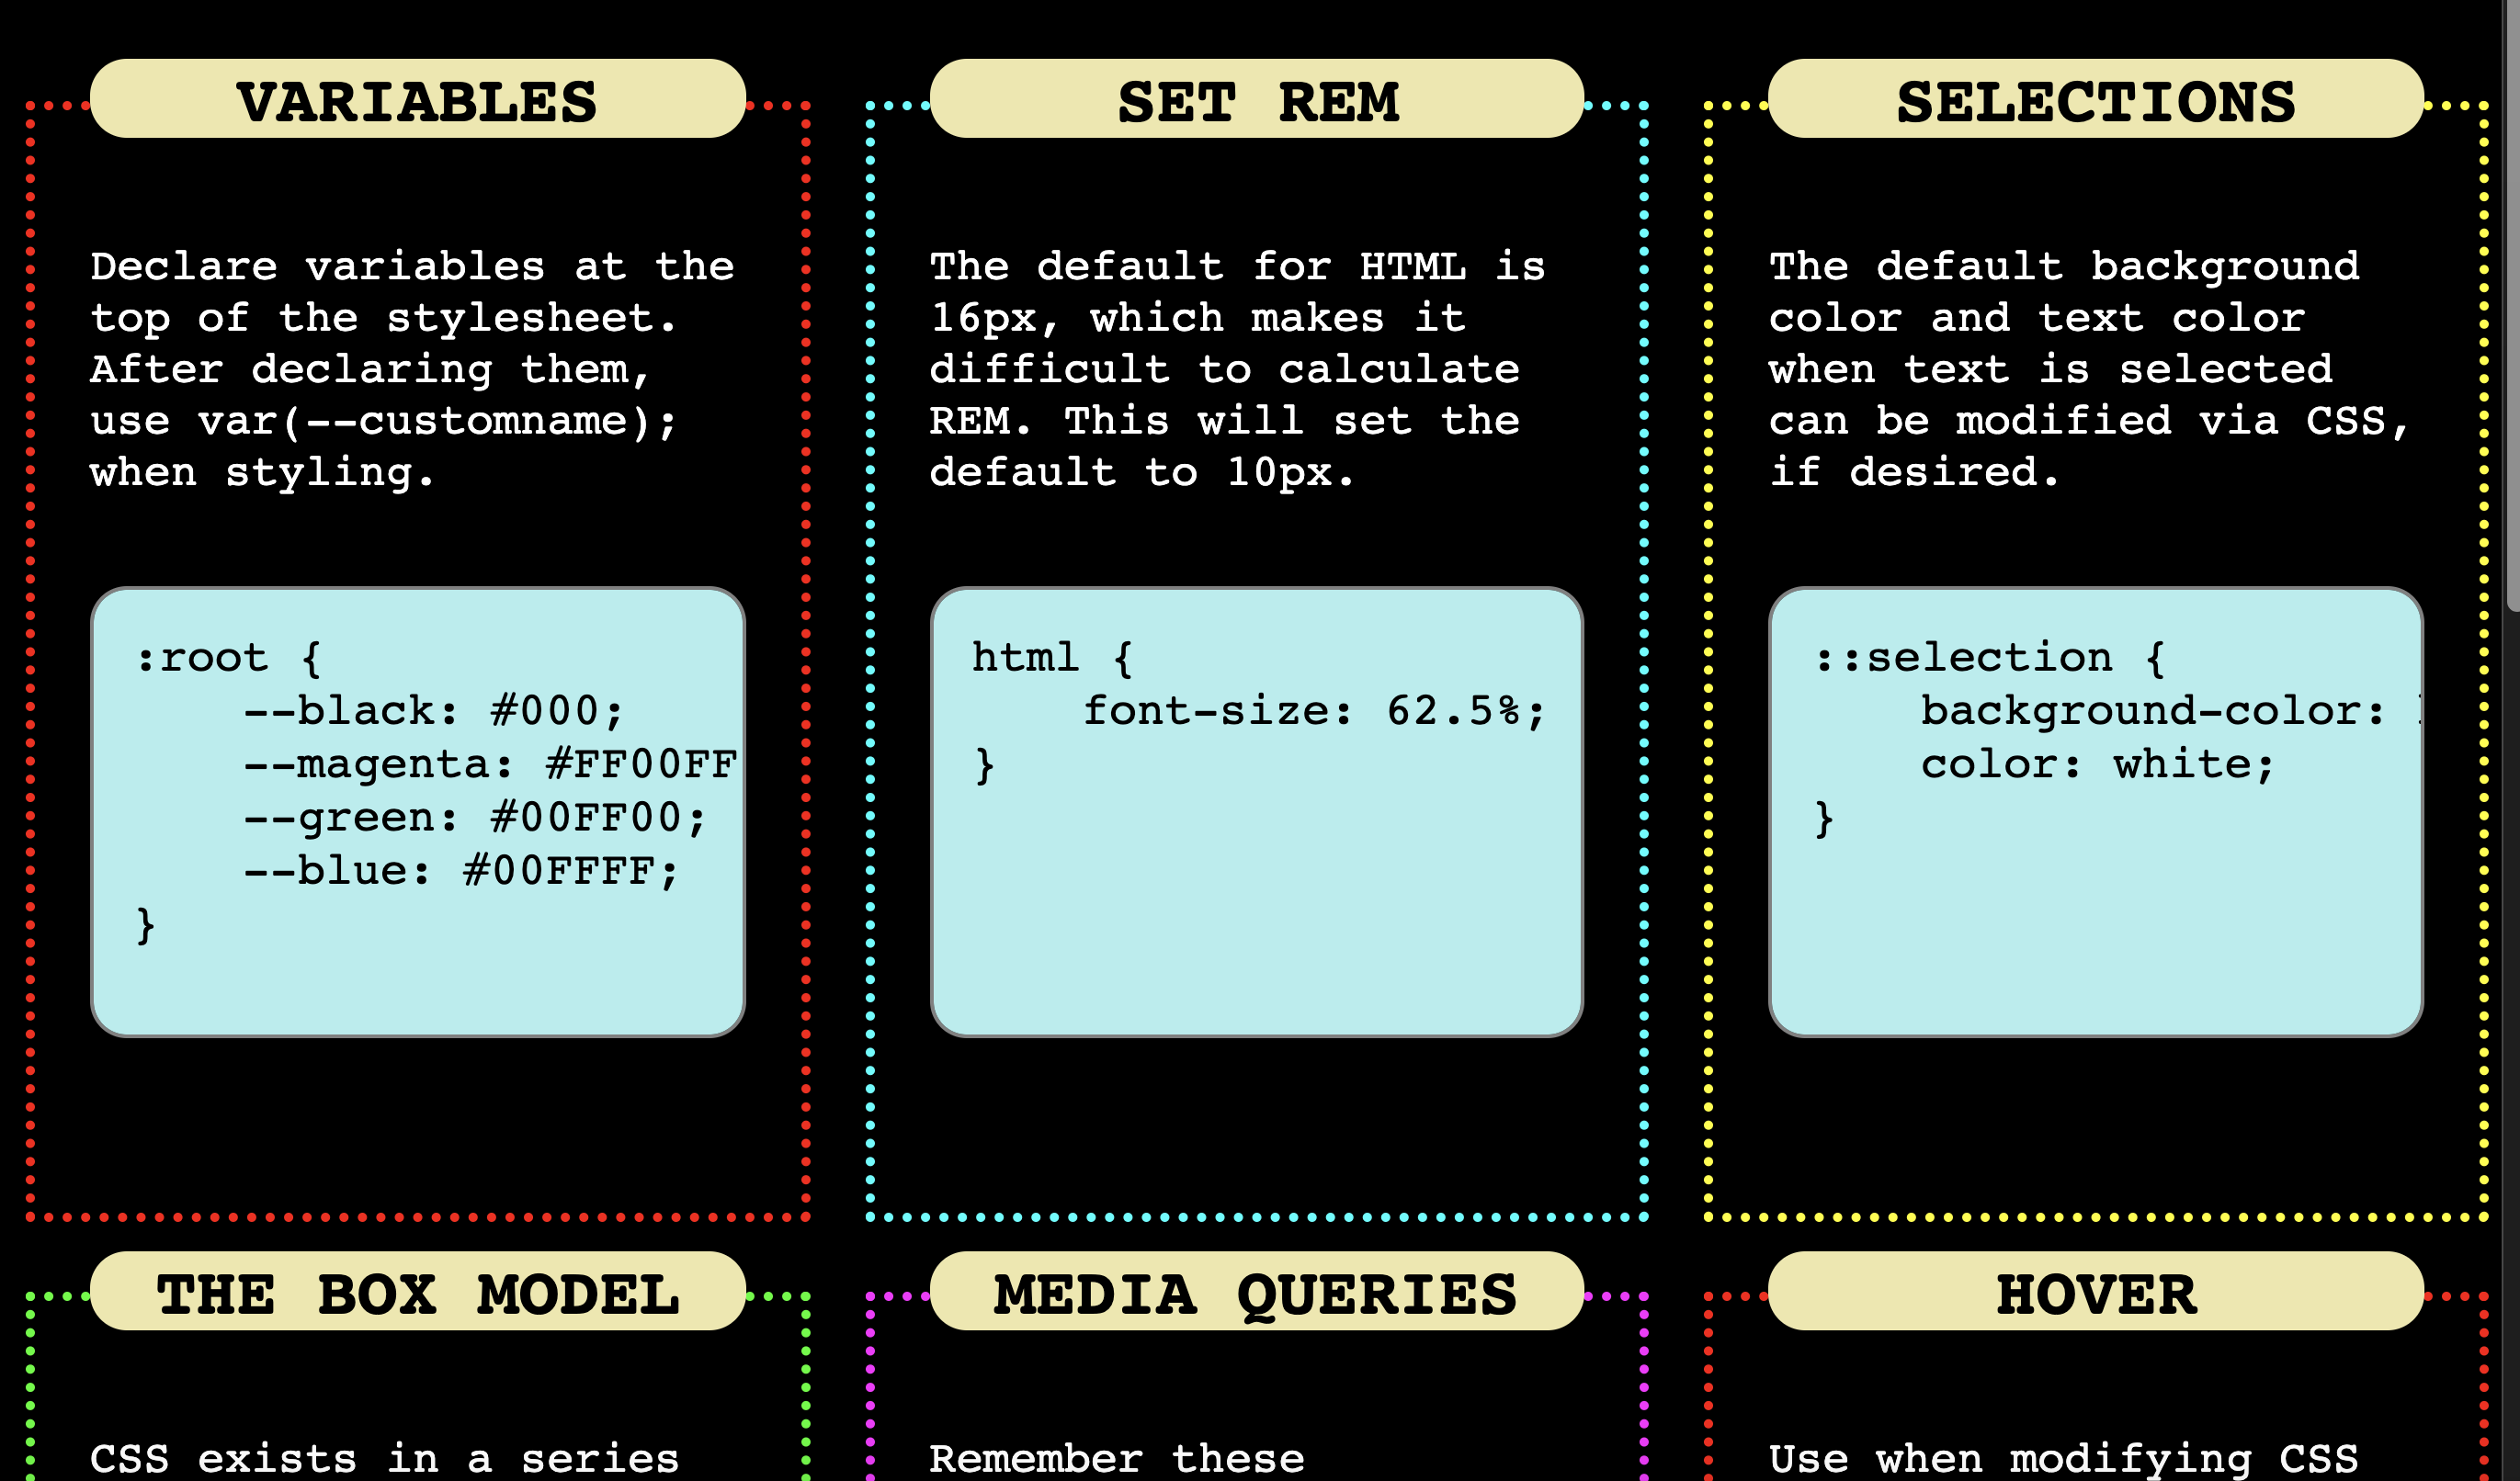 VARIABLES
Declare variables at the
top of the stylesheet.
After declaring them,
use var(--customname);
when styling.
:root {
--black: #000;
--magenta: #FF00FF
--green: #00FF00;
--blue: #00FFFF;
}
SET REM
The default for HTML is
16px, which makes it
difficult to calculate
REM. This will set the
default to 10px.
html {
font-size: 62.5%;
}
SELECTIONS
The default background
color and text color
when text is selected
can be modified via CSS,
if desired.
::selection {
background-color:
color: white;
}
THE BOX MODEL
CSS exists in a series
MEDIA QUERIES
Remember these
HOVER
Use when modifying CSS